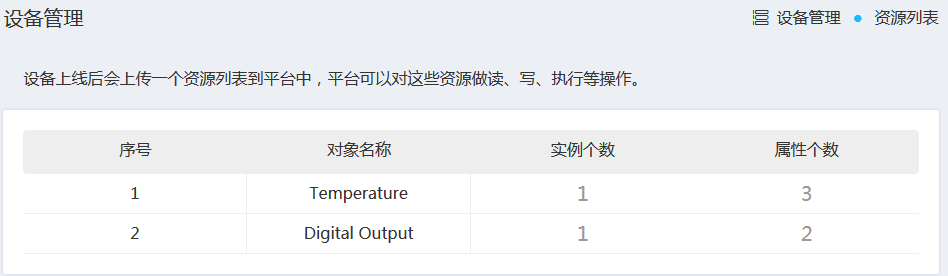 设备管理
设备管理 ● 资源列表
设备上线后会上传一个资源列表到平台中，平台可以对这些资源做读、写、执行等操作。
序号 对象名称 实例个数 属性个数
1 Temperature 1 3
2 Digital Output 1 2